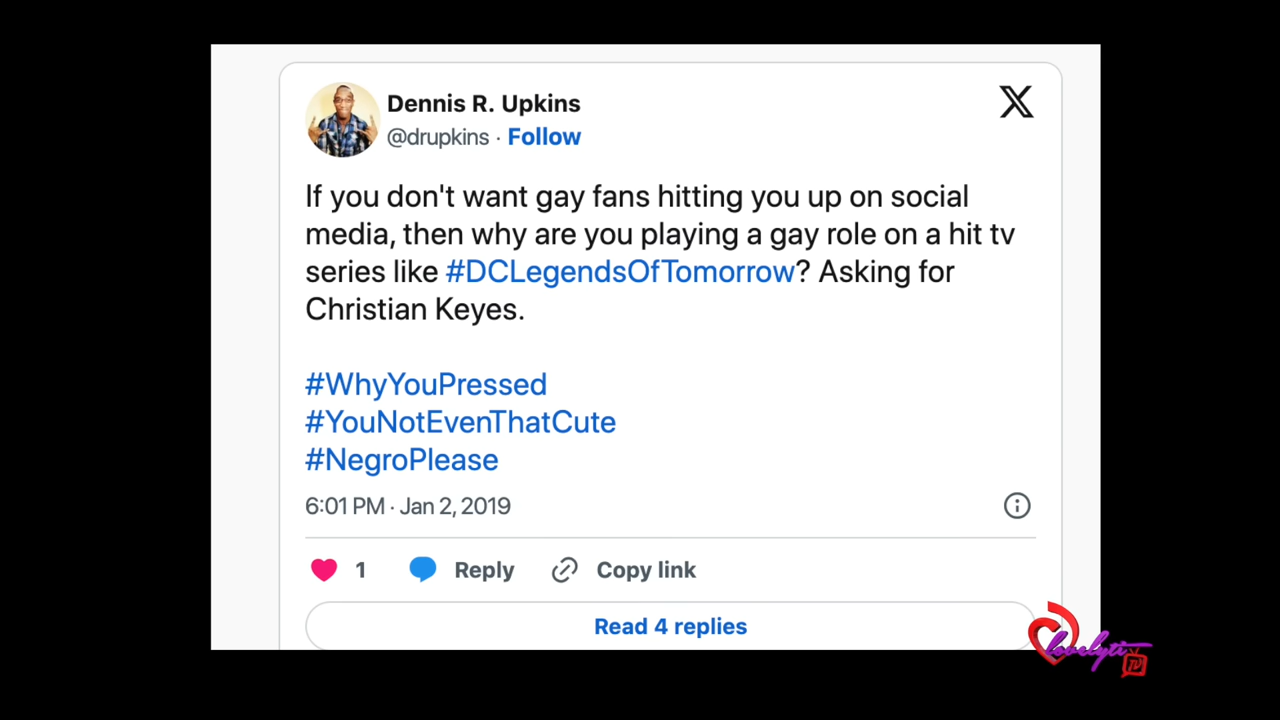 Dennis R. Upkins
@drupkins · Follow
If you don't want gay fans hitting you up on social
media, then why are you playing a gay role on a hit tv
series like #DCLegendsOfTomorrow? Asking for
Christian Keyes.
#WhyYouPressed
#YouNotEvenThatCute
#NegroPlease
6:01 PM · Jan 2, 2019
1 Reply Copy link
Read 4 replies
lovelyti
TV